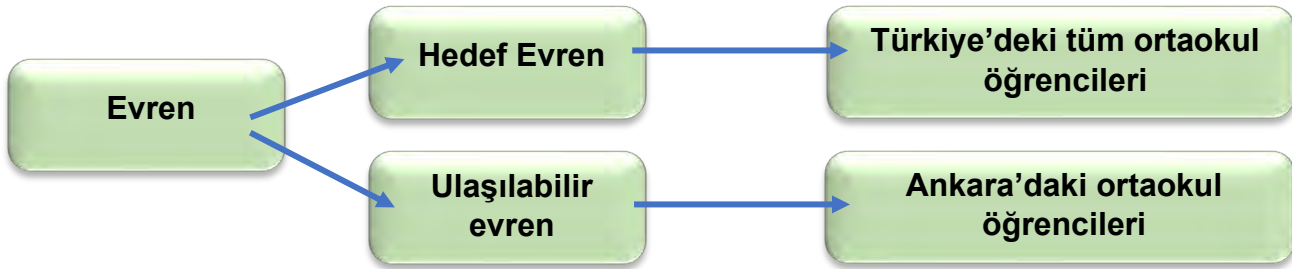 Evren
Hedef Evren
Türkiye’deki tüm ortaokul
öğrencileri
Ulaşılabilir
evren
Ankara’daki ortaokul
öğrencileri